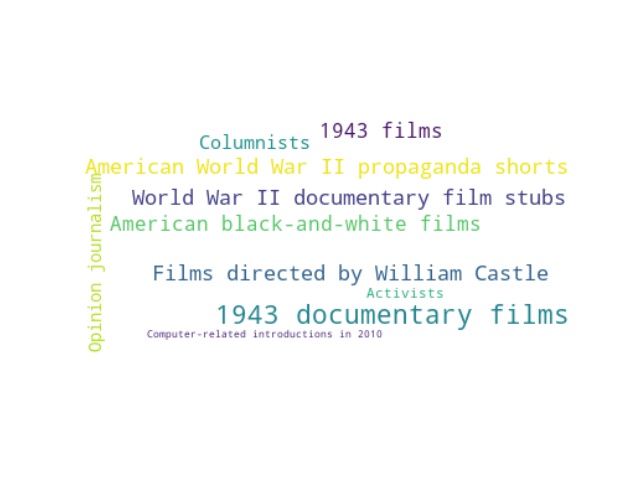 1943 films
Columnists
American World War II propaganda shorts
World War II documentary film stubs
American black-and-white films
Opinion journalism
Films directed by William Castle
Activists
1943 documentary films
Computer-related introductions in 2010